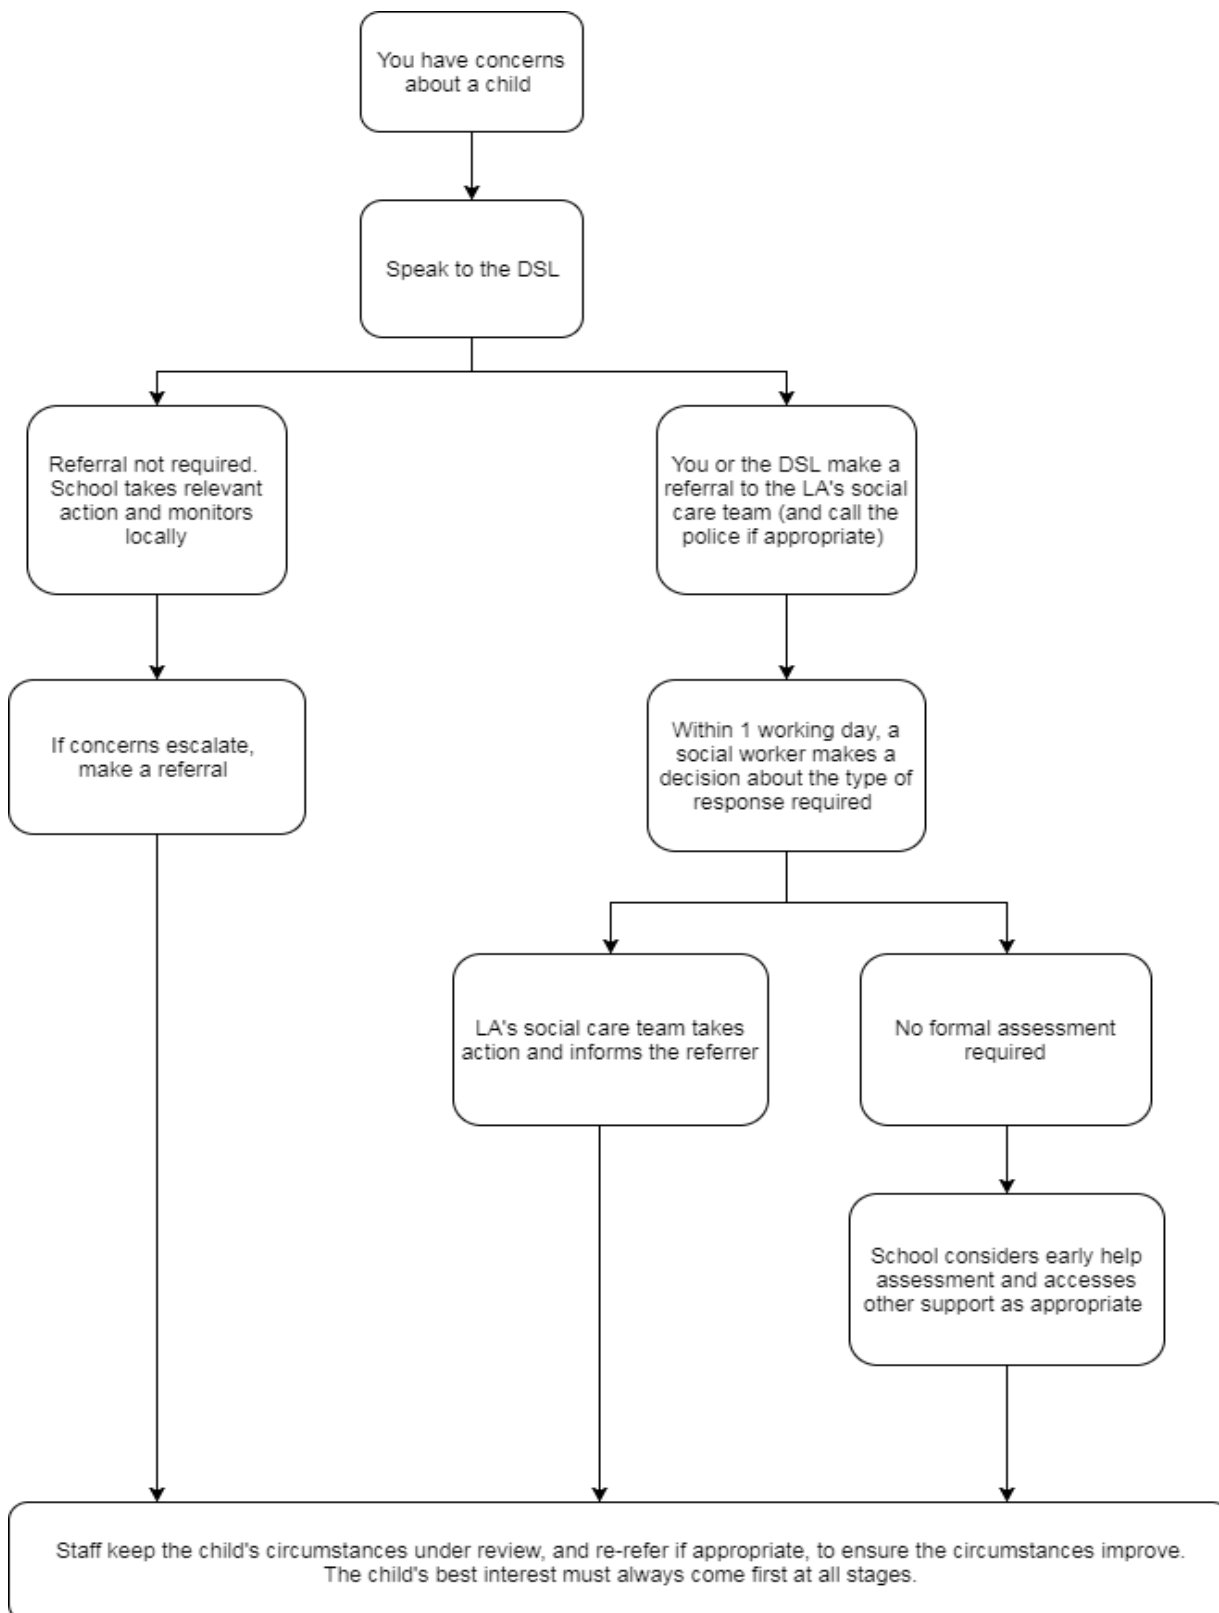 You have concerns
about a child
Speak to the DSL
Referral not required.
School takes relevant
action and monitors
locally
You or the DSL make a
referral to the LA's social
care team (and call the
police if appropriate)
If concerns escalate,
make a referral
Within 1 working day, a
social worker makes a
decision about the type of
response required
LA's social care team takes
action and informs the referrer
No formal assessment
required
School considers early help
assessment and accesses
other support as appropriate
Staff keep the child's circumstances under review, and re-refer if appropriate, to ensure the circumstances improve.
The child's best interest must always come first at all stages.